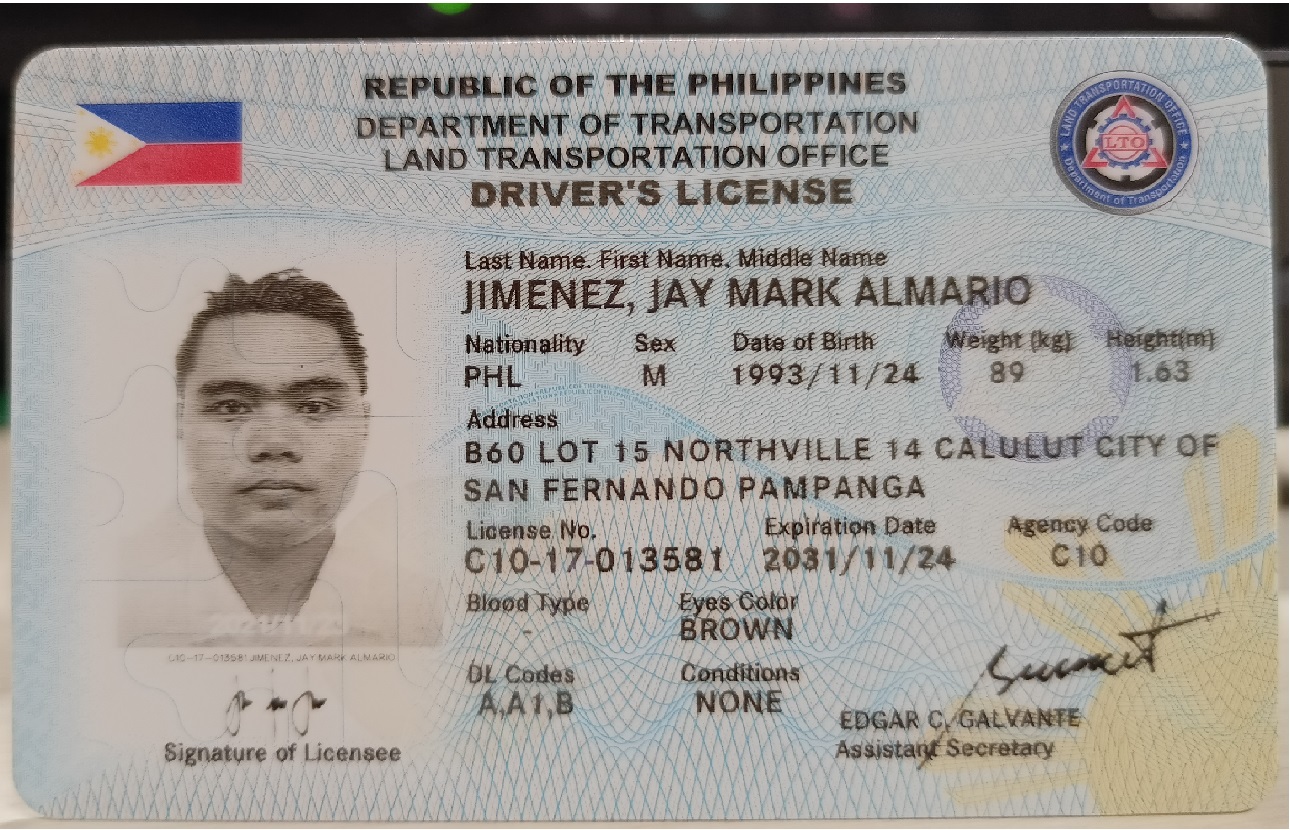 REPUBLIC OF THE PHILIPPINES
DEPARTMENT OF TRANSPORTATION
LAND TRANSPORTATION OFFICE
DRIVER'S LICENSE
LAND TRANSPORTATION OFFICE
LTO
Department of Transportation
Last Name. First Name. Middle Name
JIMENEZ, JAY MARK ALMARIO
Nationality Sex Date of Birth Weight (kg) Height(m)
PHL M 1993/11/24 89 1.63
Address
B60 LOT 15 NORTHVILLE 14 CALULUT CITY OF
SAN FERNANDO PAMPANGA
License No. Expiration Date Agency Code
C10-17-013581 2031/11/24 C10
Blood Type Eyes Color
- BROWN
DL Codes Conditions
A,A1,B NONE
C10-17-013581 JIMENEZ, JAY MARK ALMARIO
Signature of Licensee
EDGAR C. GALVANTE
Assistant Secretary